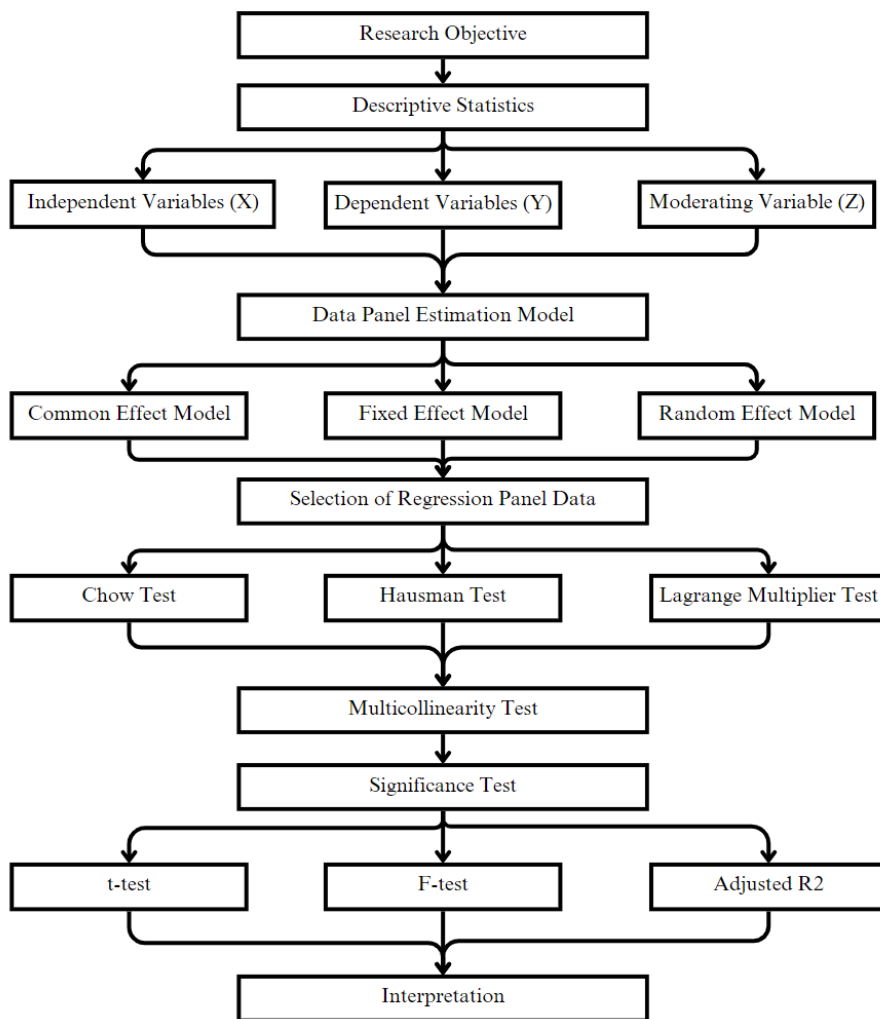 Research Objective
Descriptive Statistics
Independent Variables (X)
Dependent Variables (Y)
Moderating Variable (Z)
Data Panel Estimation Model
Common Effect Model
Fixed Effect Model
Random Effect Model
Selection of Regression Panel Data
Chow Test
Hausman Test
Lagrange Multiplier Test
Multicollinearity Test
Significance Test
t-test
F-test
Adjusted R2
Interpretation